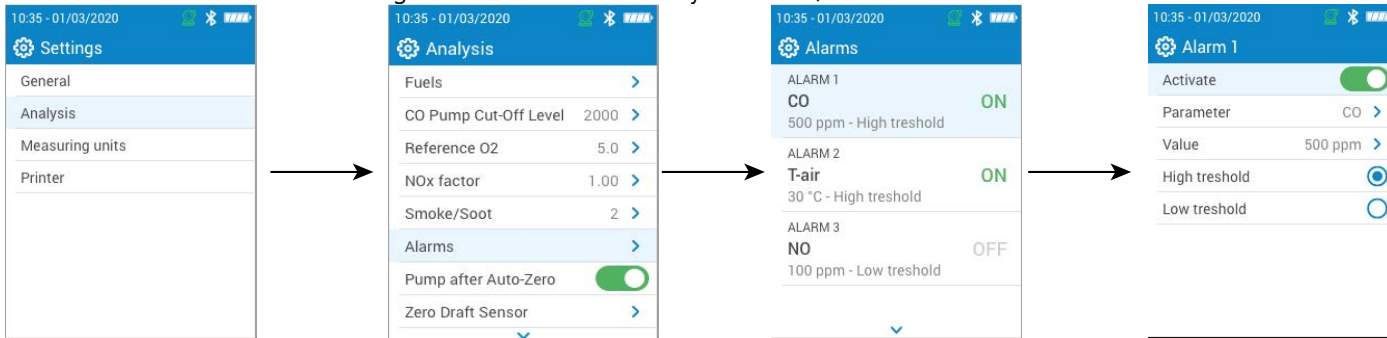 10:35 - 01/03/2020
Settings
General
Analysis
Measuring units
Printer
10:35 - 01/03/2020
Analysis
Fuels
CO Pump Cut-Off Level 2000
Reference O2 5.0
NOx factor 1.00
Smoke/Soot 2
Alarms
Pump after Auto-Zero
Zero Draft Sensor
10:35 - 01/03/2020
Alarms
ALARM 1
CO ON
500 ppm - High treshold
ALARM 2
T-air ON
30 °C - High treshold
ALARM 3
NO OFF
100 ppm - Low treshold
10:35 - 01/03/2020
Alarm 1
Activate
Parameter CO
Value 500 ppm
High treshold
Low treshold